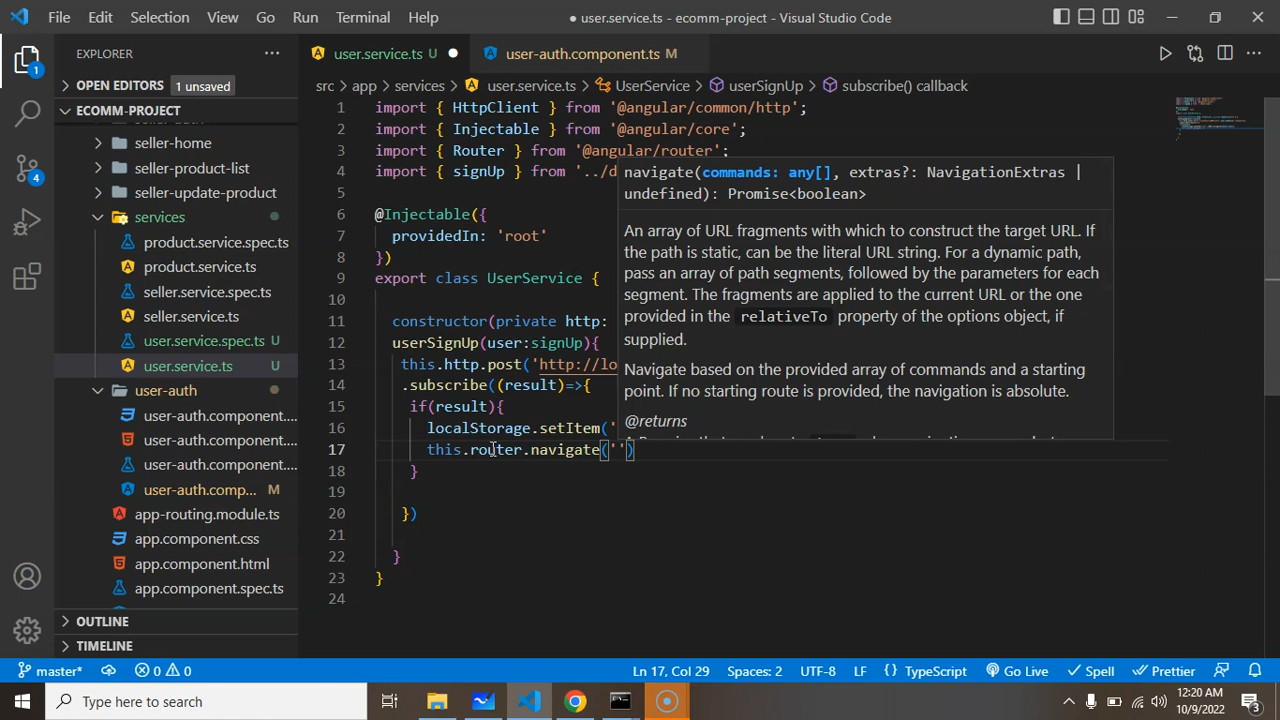 File Edit Selection View Go Run Terminal Help
● user.service.ts - ecomm-project - Visual Studio Code
EXPLORER
OPEN EDITORS 1 unsaved
ECOMM-PROJECT
seller-home
seller-product-list
seller-update-product
services
product.service.spec.ts
product.service.ts
seller.service.spec.ts
seller.service.ts
user.service.spec.ts U
user.service.ts U
user-auth
user-auth.component....
user-auth.component....
user-auth.component....
user-auth.comp... M
app-routing.module.ts
app.component.css
app.component.html
app.component.spec.ts
OUTLINE
TIMELINE
1
4
user.service.ts U ●
user-auth.component.ts M
src > app > services > user.service.ts > UserService > userSignUp > subscribe() callback
1 import { HttpClient } from '@angular/common/http';
2 import { Injectable } from '@angular/core';
3 import { Router } from '@angular/router';
4 import { signUp } from '../d
5
6 @Injectable({
7 providedIn: 'root'
8 })
9 export class UserService {
10
11 constructor(private http:
12 userSignUp(user:signUp){
13 this.http.post('http://lo
14 .subscribe((result)=>{
15 if(result){
16 localStorage.setItem('
17 this.router.navigate('')
18 }
19
20 })
21
22 }
23 }
24
navigate(commands: any[], extras?: NavigationExtras |
undefined): Promise<boolean>
An array of URL fragments with which to construct the target URL. If
the path is static, can be the literal URL string. For a dynamic path,
pass an array of path segments, followed by the parameters for each
segment. The fragments are applied to the current URL or the one
provided in the relativeTo property of the options object, if
supplied.
Navigate based on the provided array of commands and a starting
point. If no starting route is provided, the navigation is absolute.
@returns
master* 0 0 Ln 17, Col 29 Spaces: 2 UTF-8 LF {} TypeScript Go Live Spell Prettier
Type here to search
12:20 AM
10/9/2022
3